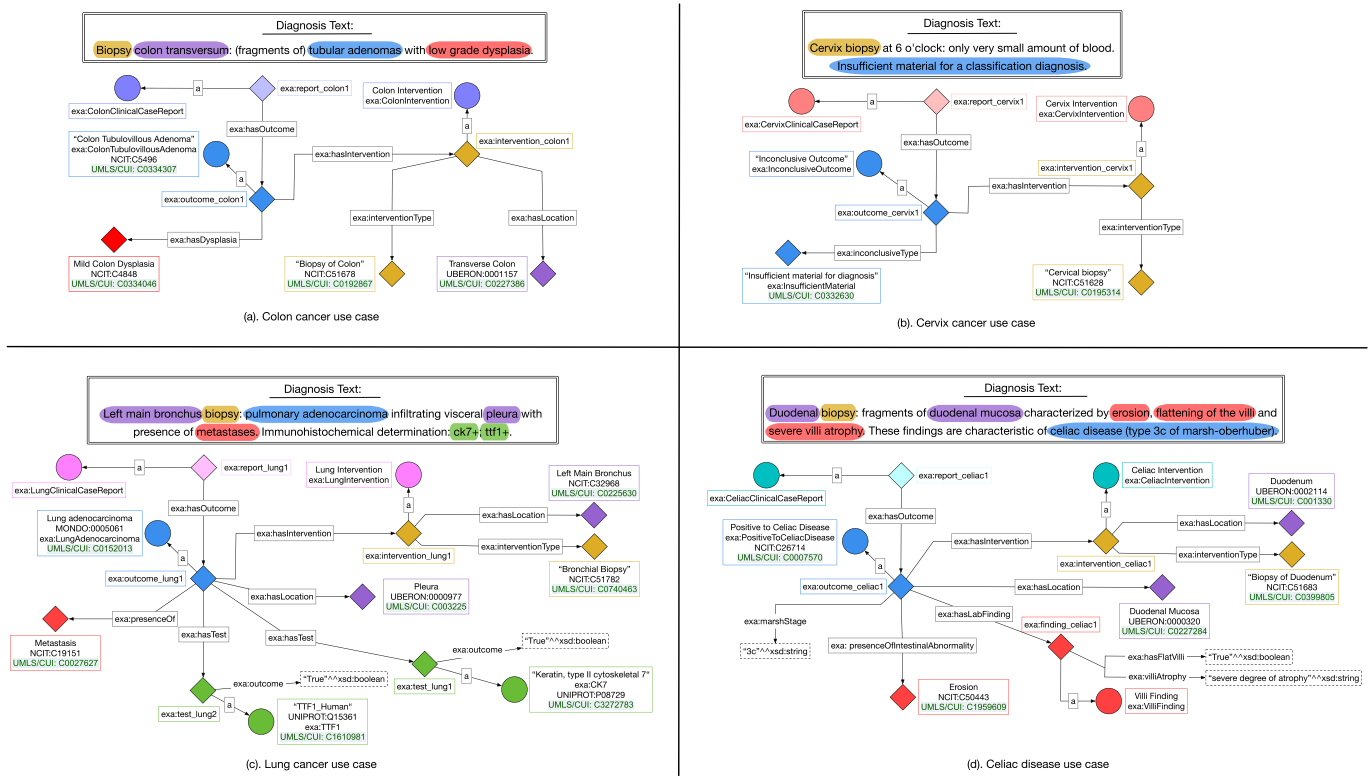 Diagnosis Text:
Biopsy colon transversum: (fragments of) tubular adenomas with low grade dysplasia.
exa:ColonClinicalCaseReport
a
exa:report_colon1
exa:hasOutcome
Colon Intervention
exa:ColonIntervention
a
exa:intervention_colon1
"Colon Tubulovillous Adenoma"
exa:ColonTubulovillousAdenoma
NCIT:C5496
UMLS/CUI: C0334307
a
exa:hasIntervention
exa:outcome_colon1
exa:interventionType
exa:hasLocation
exa:hasDysplasia
Mild Colon Dysplasia
NCIT:C4848
UMLS/CUI: C0334046
"Biopsy of Colon"
NCIT:C51678
UMLS/CUI: C0192867
Transverse Colon
UBERON:0001157
UMLS/CUI: C0227386
(a). Colon cancer use case
Diagnosis Text:
Cervix biopsy at 6 o'clock: only very small amount of blood.
Insufficient material for a classification diagnosis.
exa:CervixClinicalCaseReport
a
exa:report_cervix1
exa:hasOutcome
Cervix Intervention
exa:CervixIntervention
a
exa:intervention_cervix1
"Inconclusive Outcome"
exa:InconclusiveOutcome
a
exa:hasIntervention
exa:outcome_cervix1
exa:interventionType
exa:inconclusiveType
"Insufficient material for diagnosis"
exa:InsufficientMaterial
UMLS/CUI: C0332630
"Cervical biopsy"
NCIT:C51628
UMLS/CUI: C0195314
(b). Cervix cancer use case
Diagnosis Text:
Left main bronchus biopsy: pulmonary adenocarcinoma infiltrating visceral pleura with
presence of metastases. Immunohistochemical determination: ck7+; ttf1+.
exa:LungClinicalCaseReport
a
exa:report_lung1
exa:hasOutcome
Lung Intervention
exa:LungIntervention
a
Left Main Bronchus
NCIT:C32968
UMLS/CUI: C0225630
exa:hasLocation
Lung adenocarcinoma
MONDO:0005061
exa:LungAdenocarcinoma
UMLS/CUI: C0152013
a
exa:hasIntervention
exa:interventionType
exa:intervention_lung1
"Bronchial Biopsy"
NCIT:C51782
UMLS/CUI: C0740463
exa:outcome_lung1
exa:hasLocation
Pleura
UBERON:0000977
UMLS/CUI: C003225
exa:presenceOf
exa:hasTest
exa:hasTest
Metastasis
NCIT:C19151
UMLS/CUI: C0027627
exa:outcome
"True"^^xsd:boolean
a
exa:test_lung1
"Keratin, type II cytoskeletal 7"
exa:CK7
UNIPROT:P08729
UMLS/CUI: C3272783
exa:outcome
"True"^^xsd:boolean
a
exa:test_lung2
"TTF1_Human"
UNIPROT:Q15361
exa:TTF1
UMLS/CUI: C1610981
(c). Lung cancer use case
Diagnosis Text:
Duodenal biopsy: fragments of duodenal mucosa characterized by erosion, flattening of the villi and
severe villi atrophy. These findings are characteristic of celiac disease (type 3c of marsh-oberhuber).
exa:CeliacClinicalCaseReport
a
exa:report_celiac1
exa:hasOutcome
Celiac Intervention
exa:CeliacIntervention
a
Duodenum
UBERON:0002114
UMLS/CUI: C001330
exa:hasLocation
Positive to Celiac Disease
exa:PositiveToCeliacDisease
NCIT:C26714
UMLS/CUI: C0007570
a
exa:hasIntervention
exa:interventionType
exa:intervention_celiac1
"Biopsy of Duodenum"
NCIT:C51683
UMLS/CUI: C0399805
exa:outcome_celiac1
exa:hasLocation
Duodenal Mucosa
UBERON:0000320
UMLS/CUI: C0227284
exa:hasLabFinding
exa:marshStage
"3c"^^xsd:string
exa: presenceOfIntestinalAbnormality
exa:finding_celiac1
exa:hasFlatVilli
"True"^^xsd:boolean
exa:villiAtrophy
"severe degree of atrophy"^^xsd:string
Erosion
NCIT:C50443
UMLS/CUI: C1959609
a
Villi Finding
exa:VilliFinding
(d). Celiac disease use case